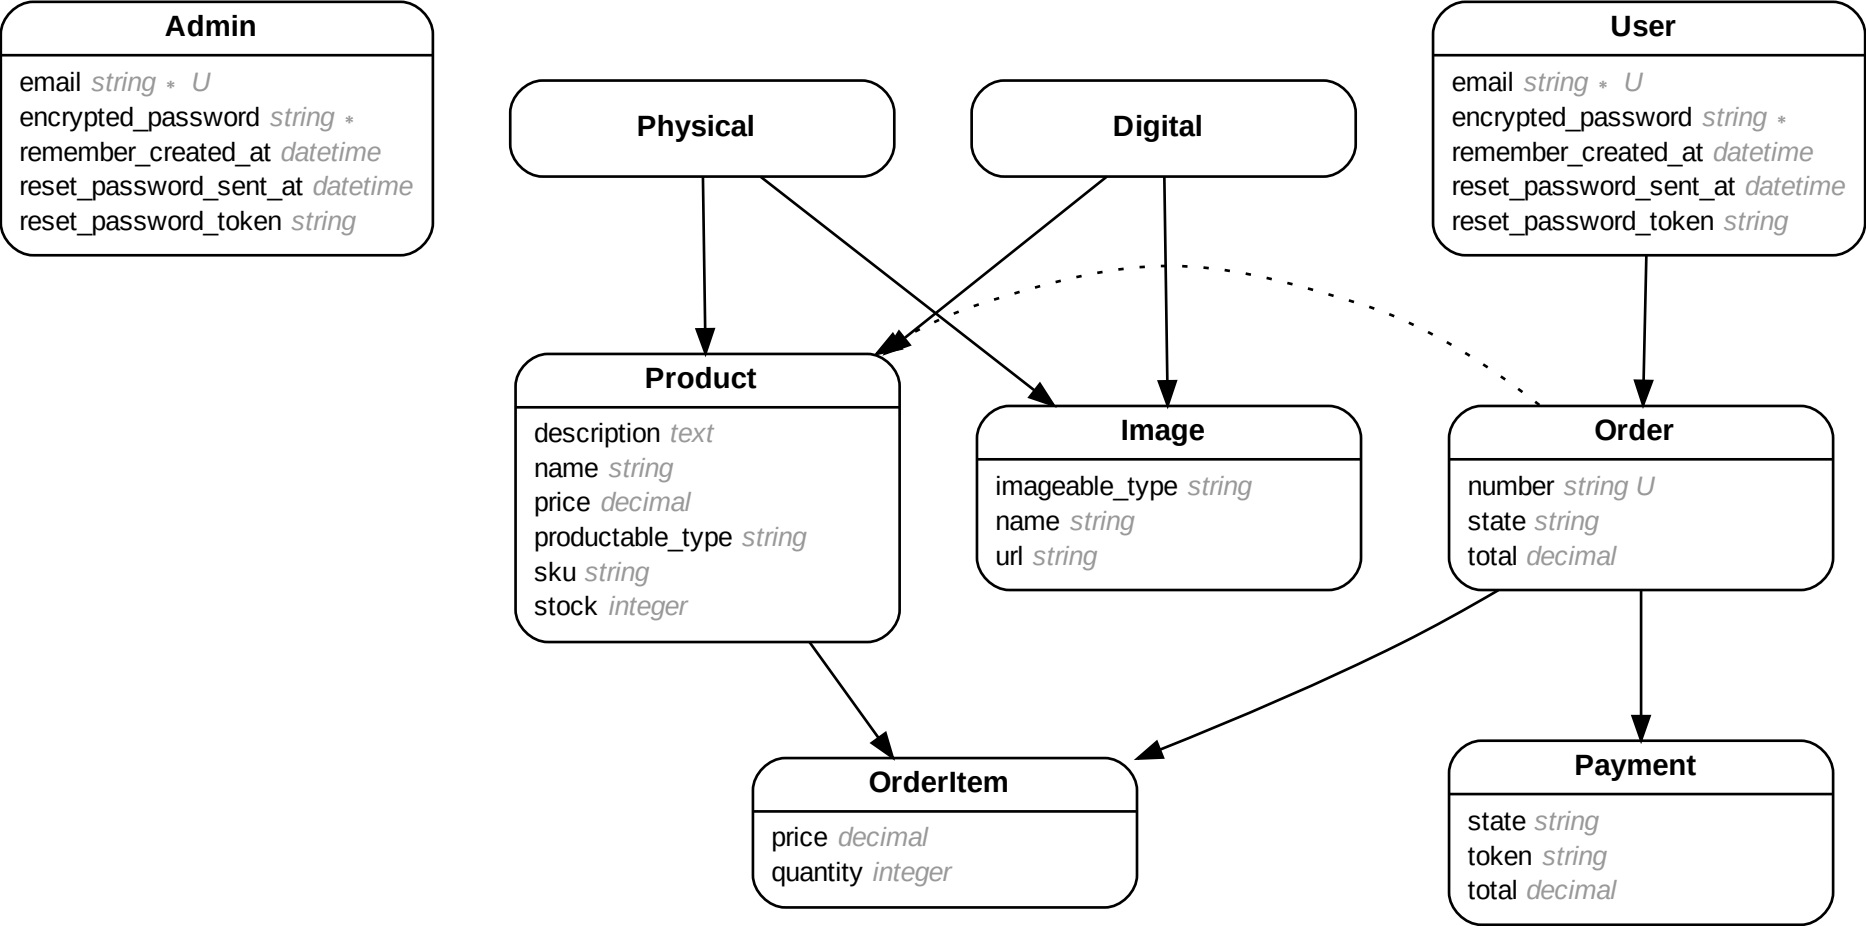 Admin
email string * U
encrypted_password string *
remember_created_at datetime
reset_password_sent_at datetime
reset_password_token string
Physical
Digital
User
email string * U
encrypted_password string *
remember_created_at datetime
reset_password_sent_at datetime
reset_password_token string
Product
description text
name string
price decimal
productable_type string
sku string
stock integer
Image
imageable_type string
name string
url string
Order
number string U
state string
total decimal
OrderItem
price decimal
quantity integer
Payment
state string
token string
total decimal